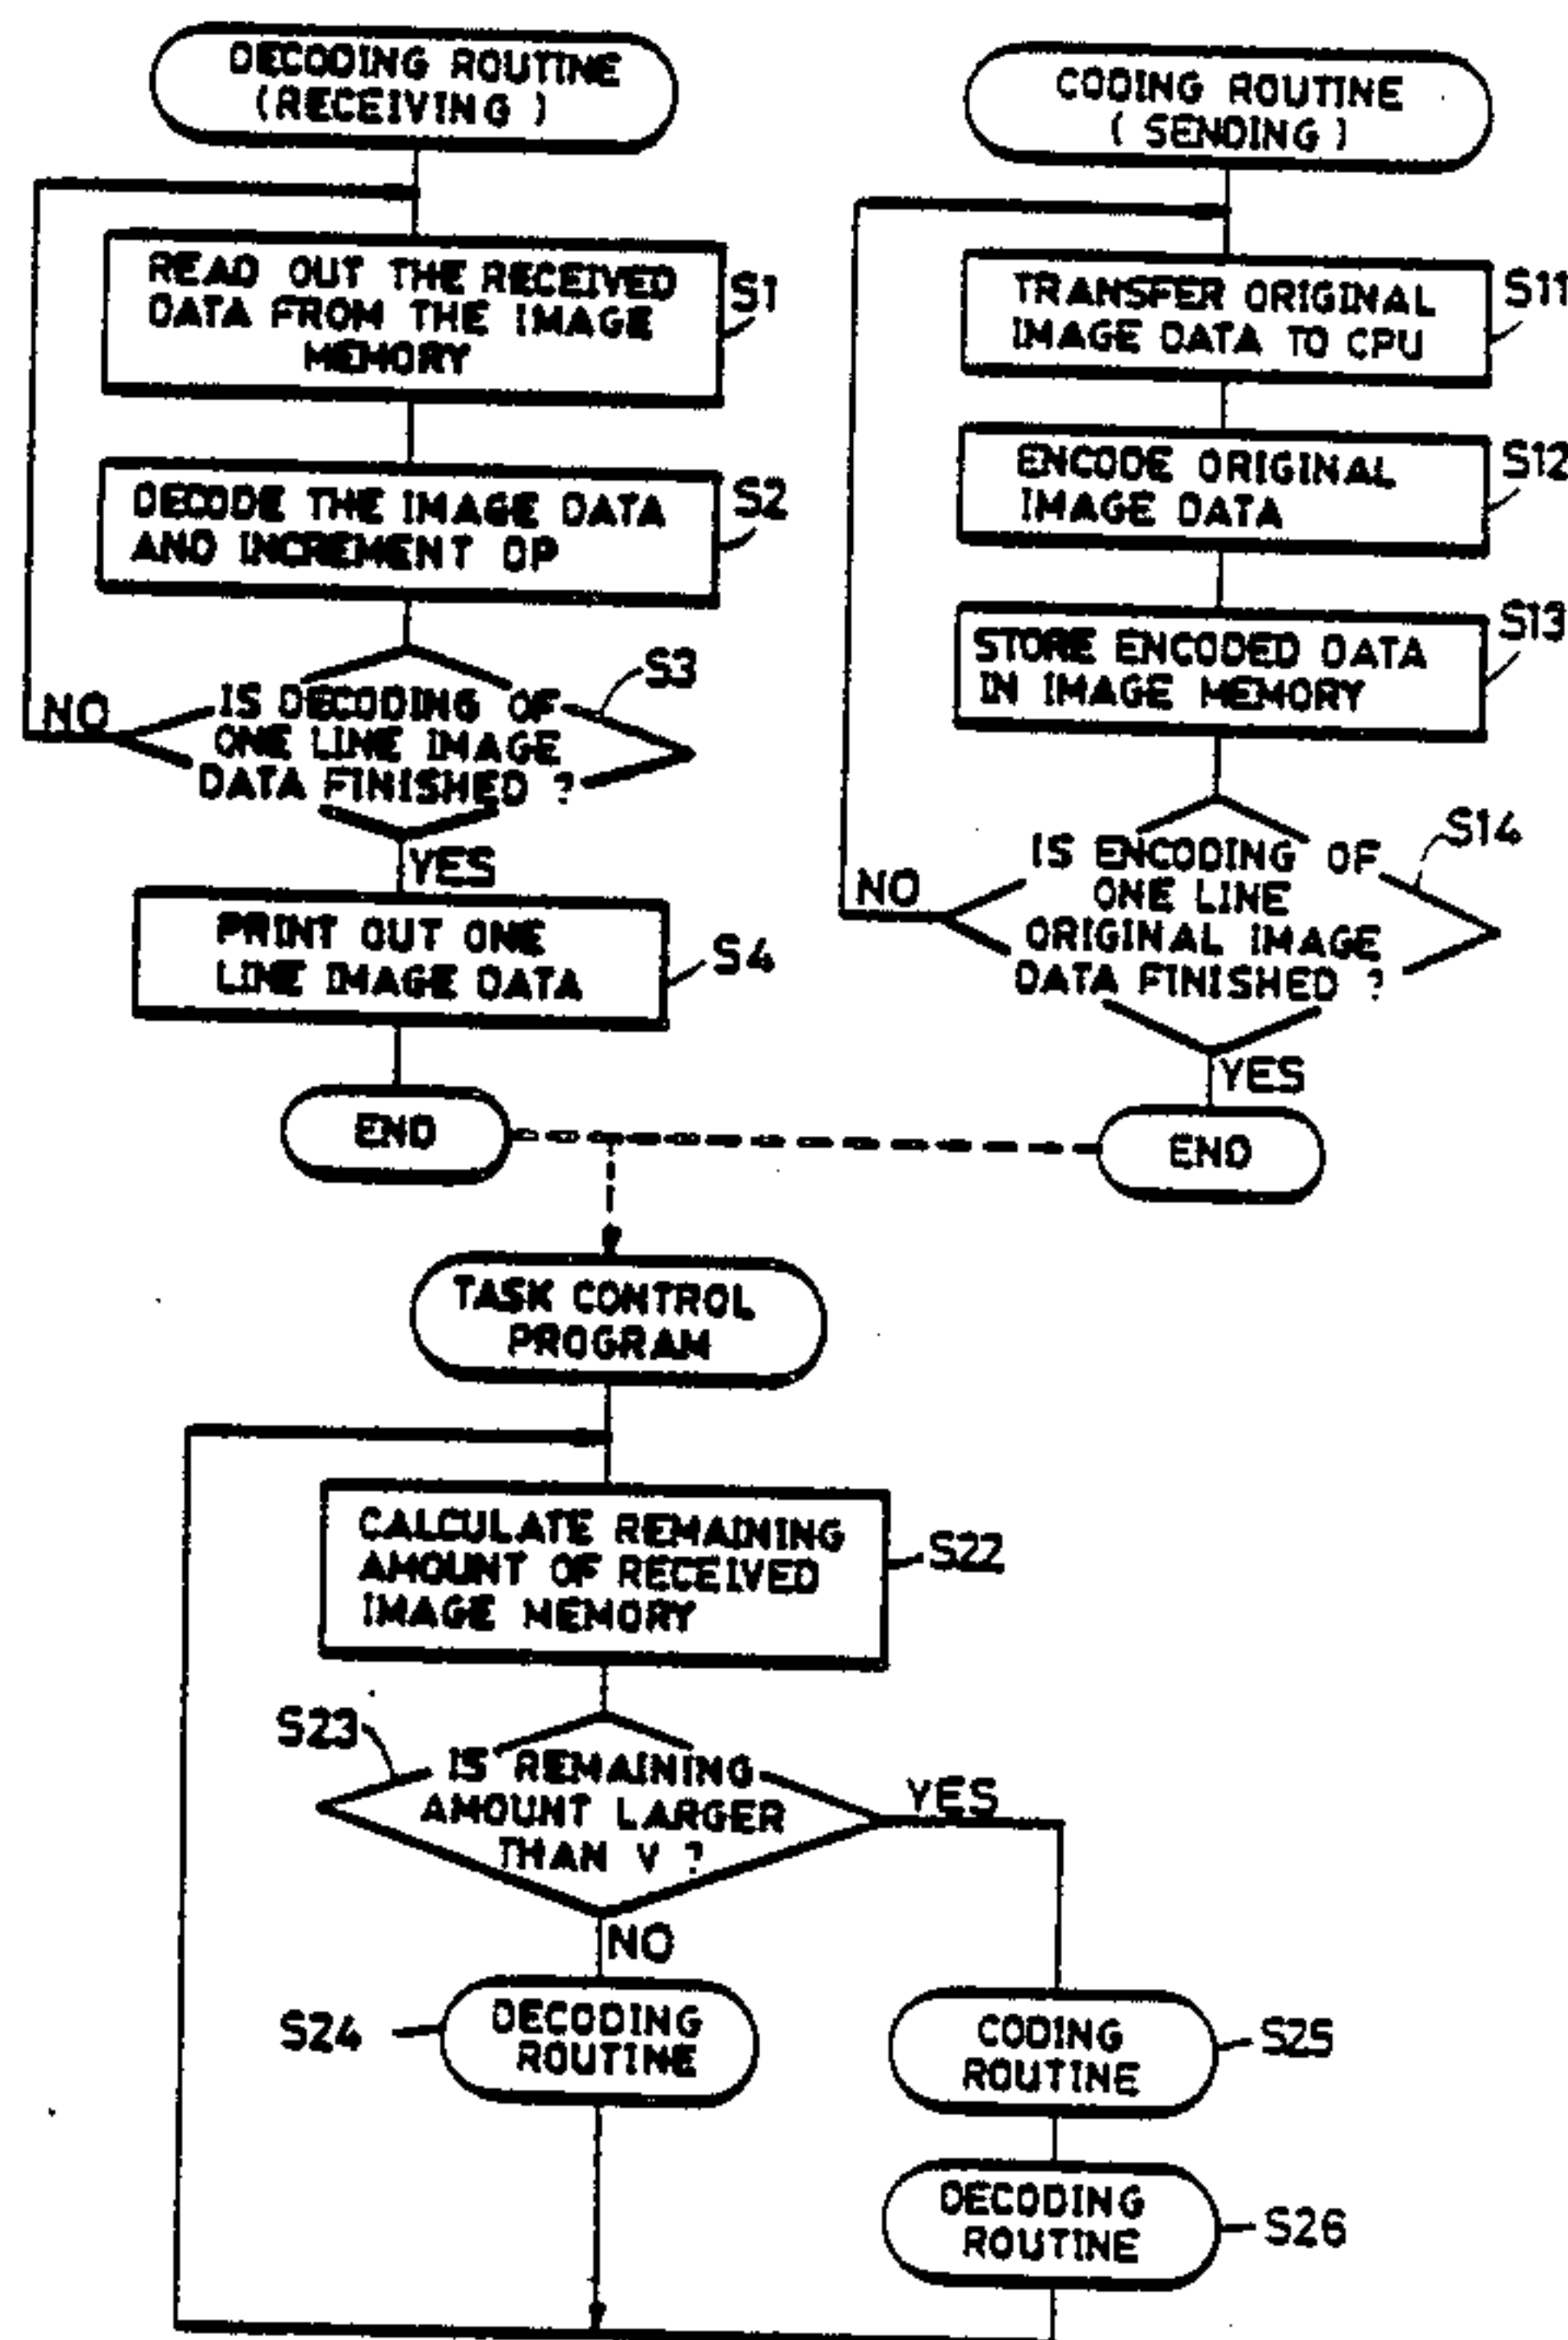 DECODING ROUTINE
(RECEIVING)
READ OUT THE RECEIVED
DATA FROM THE IMAGE
MEMORY
S1
DECODE THE IMAGE DATA
AND INCREMENT OP
S2
IS DECODING OF
ONE LINE IMAGE
DATA FINISHED ?
S3
NO
YES
PRINT OUT ONE
LINE IMAGE DATA
S4
END
CODING ROUTINE
( SENDING )
TRANSFER ORIGINAL
IMAGE DATA TO CPU
S11
ENCODE ORIGINAL
IMAGE DATA
S12
STORE ENCODED DATA
IN IMAGE MEMORY
S13
IS ENCODING OF
ONE LINE
ORIGINAL IMAGE
DATA FINISHED ?
S14
NO
YES
END
TASK CONTROL
PROGRAM
CALCULATE REMAINING
AMOUNT OF RECEIVED
IMAGE MEMORY
S22
S23
IS REMAINING
AMOUNT LARGER
THAN V ?
YES
NO
S24
DECODING
ROUTINE
CODING
ROUTINE
S25
DECODING
ROUTINE
S26